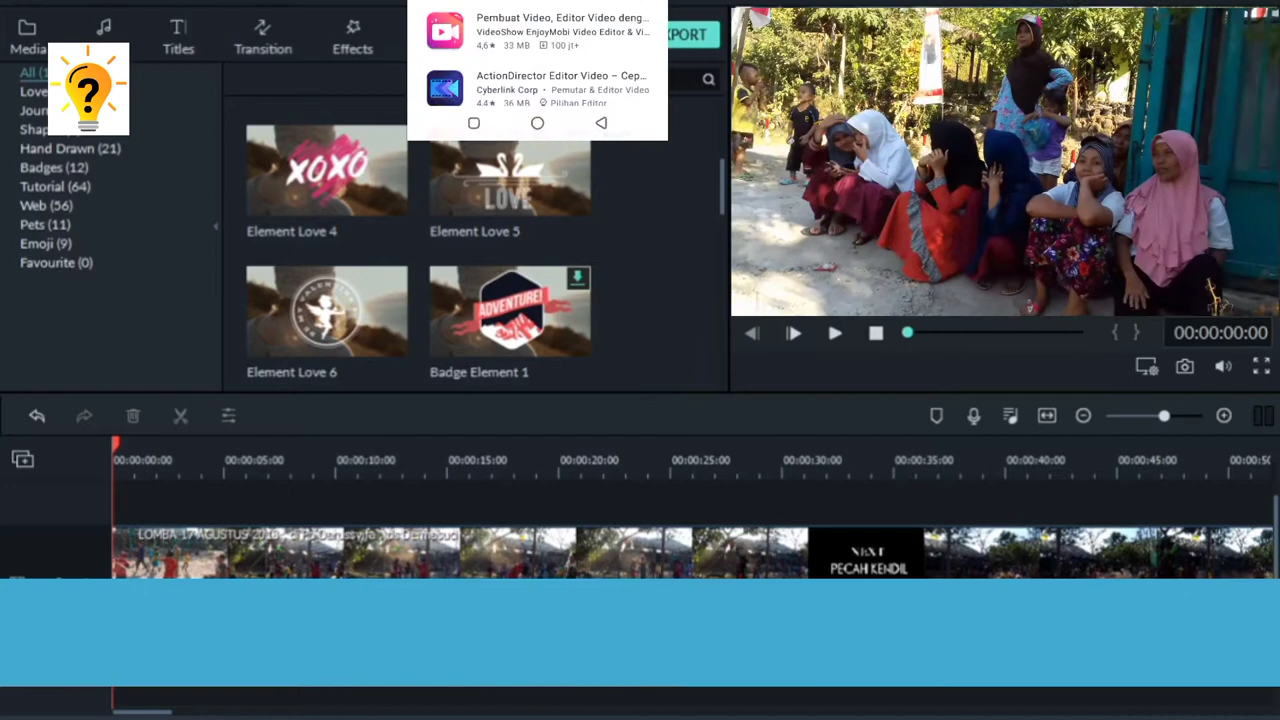 Media
Titles
Transition
Effects
Pembuat Video, Editor Video deng...
VideoShow EnjoyMobi Video Editor & Vi...
4,6★ 33 MB 100 jt+
ActionDirector Editor Video – Cep...
Cyberlink Corp • Pemutar & Editor Video
4.4★ 36 MB Pilihan Editor
All
Love
Jour
Shap
Hand Drawn (21)
Badges (12)
Tutorial (64)
Web (56)
Pets (11)
Emoji (9)
Favourite (0)
?
XOXO
Element Love 4
LOVE
Element Love 5
Element Love 6
ADVENTURE!
Badge Element 1
00:00:00:00
00:00:00:00
00:00:05:00
00:00:10:00
00:00:15:00
00:00:20:00
00:00:25:00
00:00:30:00
00:00:35:00
00:00:40:00
00:00:45:00
00:00:50
LOMBA 17 AGUSTUS
NEXT
PECAH KENDIL